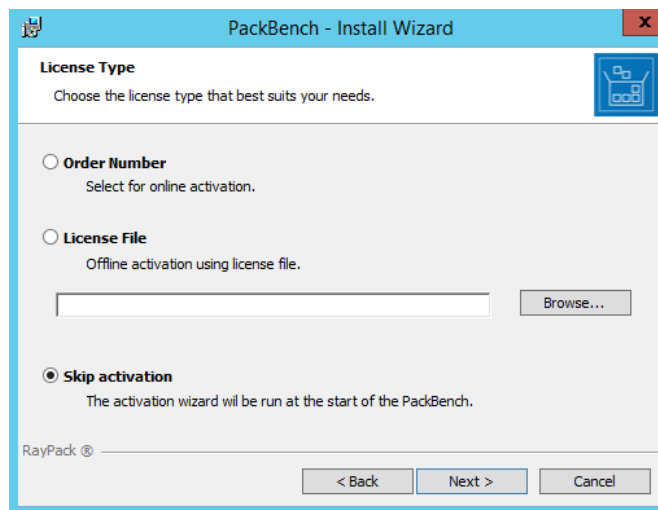 PackBench - Install Wizard
x
License Type
Choose the license type that best suits your needs.
Order Number
Select for online activation.
License File
Offline activation using license file.
Browse...
Skip activation
The activation wizard wil be run at the start of the PackBench.
RayPack ®
< Back Next > Cancel